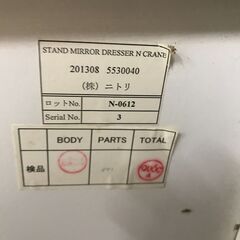 STAND MIRROR DRESSER N CRANE
201308 5530040
(株)ニトリ
ロットNo. N-0612
Serial No. 3
BODY PARTS TOTAL
検品